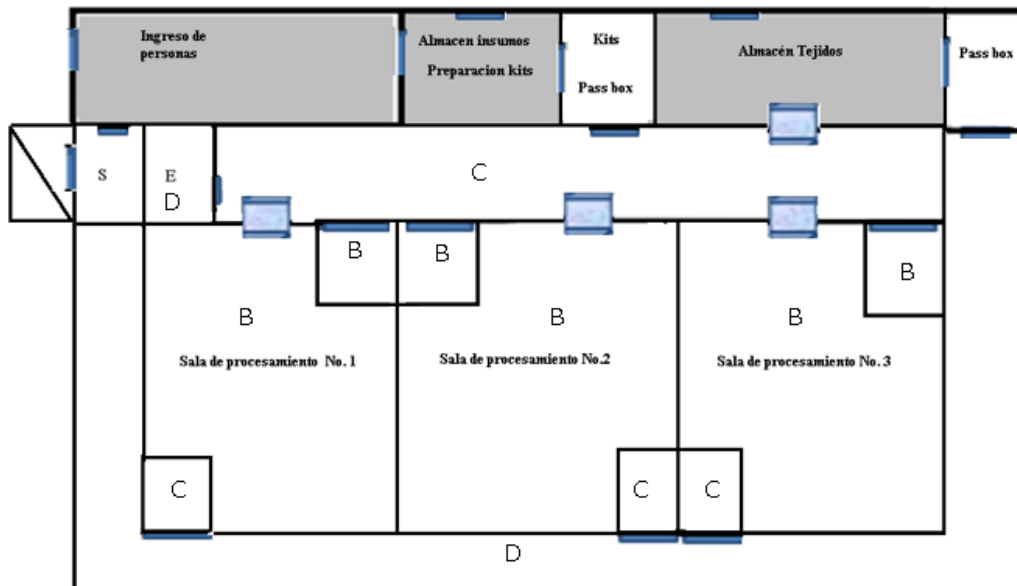 Ingreso de
personas
Almacen insumos
Preparacion kits
Kits
Pass box
Almacén Tejidos
Pass box
S
E
D
C
B
B
B
B
B
B
Sala de procesamiento No. 1
Sala de procesamiento No.2
Sala de procesamiento No. 3
C
C
C
D